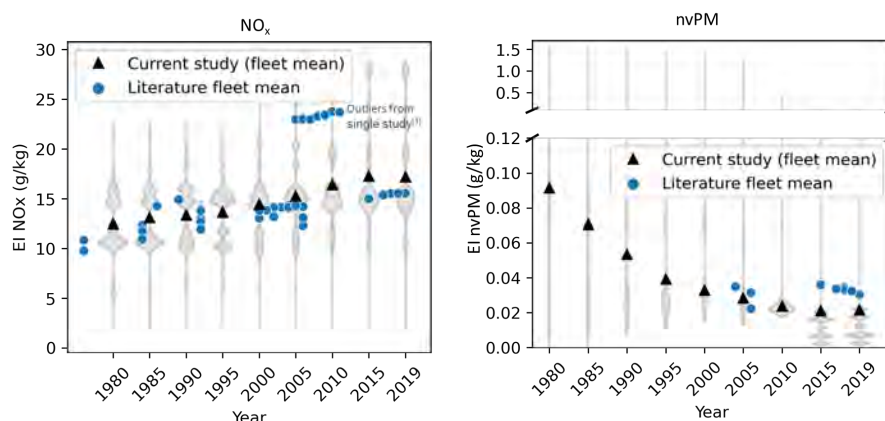 NOₓ
30
25
20
15
10
5
0
EI NOx (g/kg)
Current study (fleet mean)
Literature fleet mean
Outliers from
single study⁽¹⁾
1980
1985
1990
1995
2000
2005
2010
2015
2019
Year
nvPM
1.5
1.0
0.5
0.12
0.10
0.08
0.06
0.04
0.02
0.00
EI nvPM (g/kg)
Current study (fleet mean)
Literature fleet mean
1980
1985
1990
1995
2000
2005
2010
2015
2019
Year